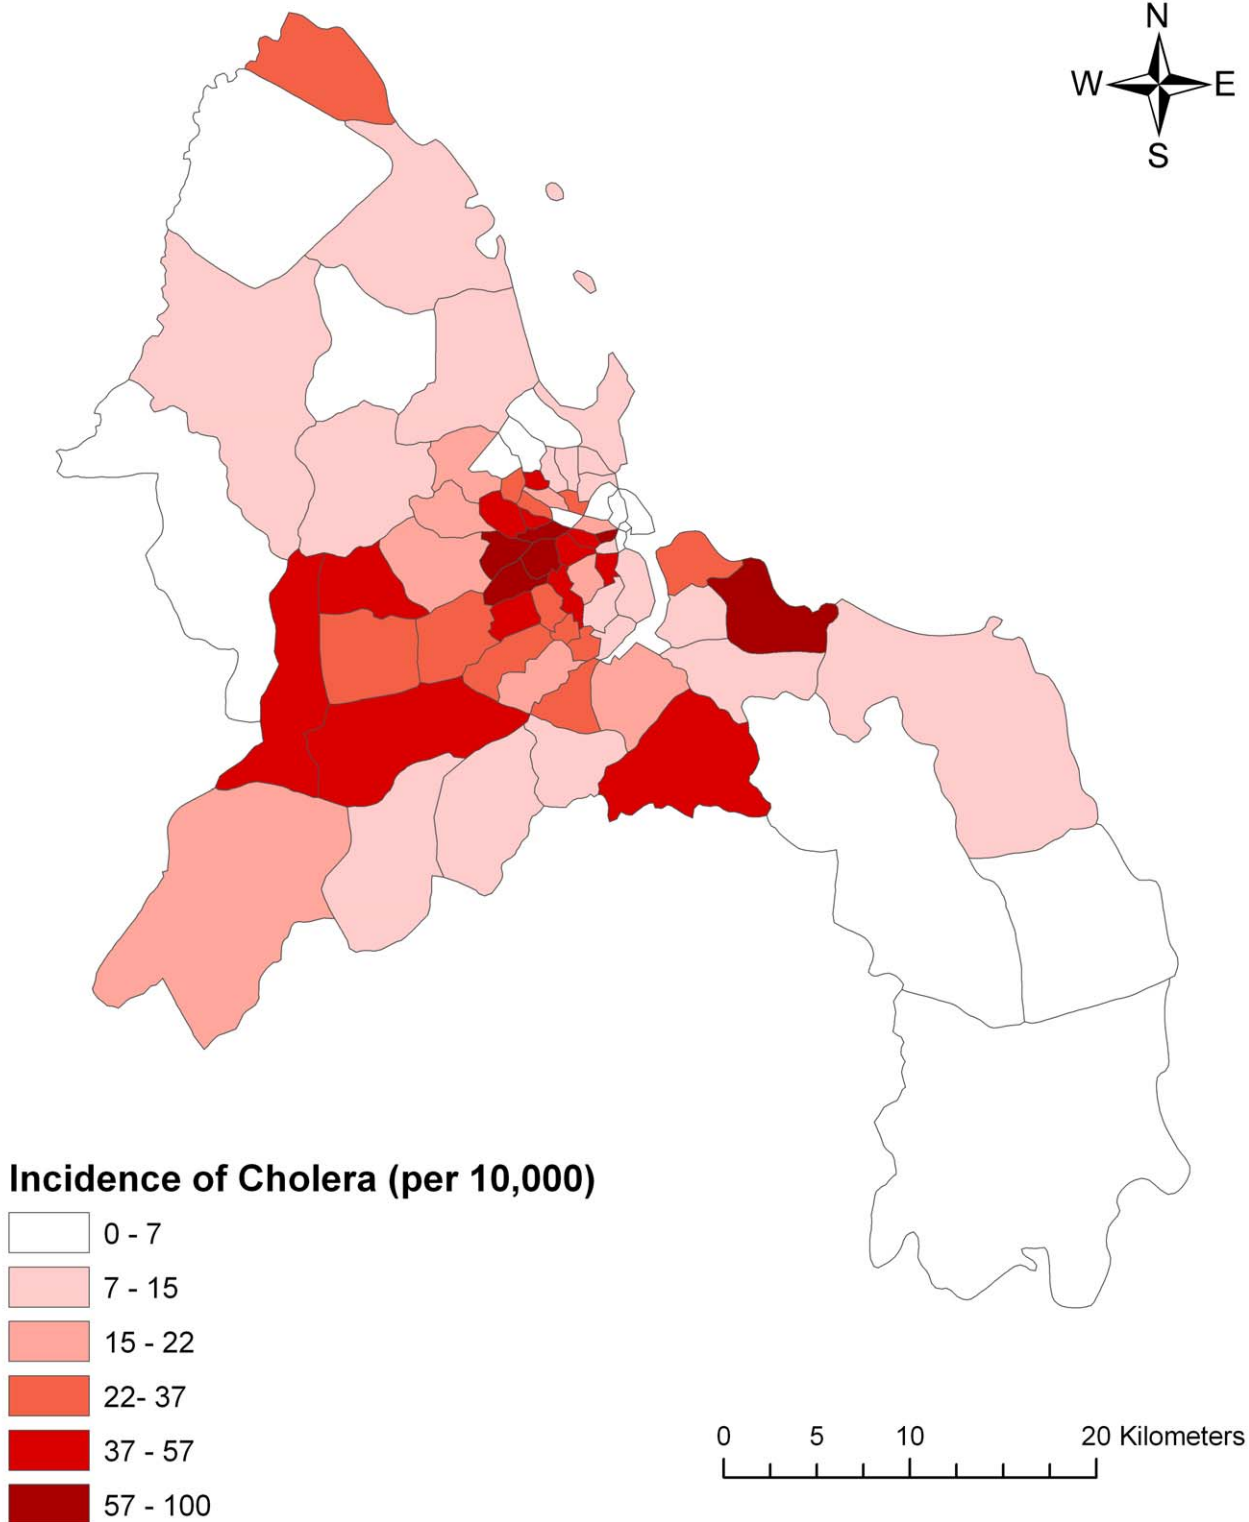 N
W E
S
Incidence of Cholera (per 10,000)
0 - 7
7 - 15
15 - 22
22- 37
37 - 57
57 - 100
0 5 10 20 Kilometers